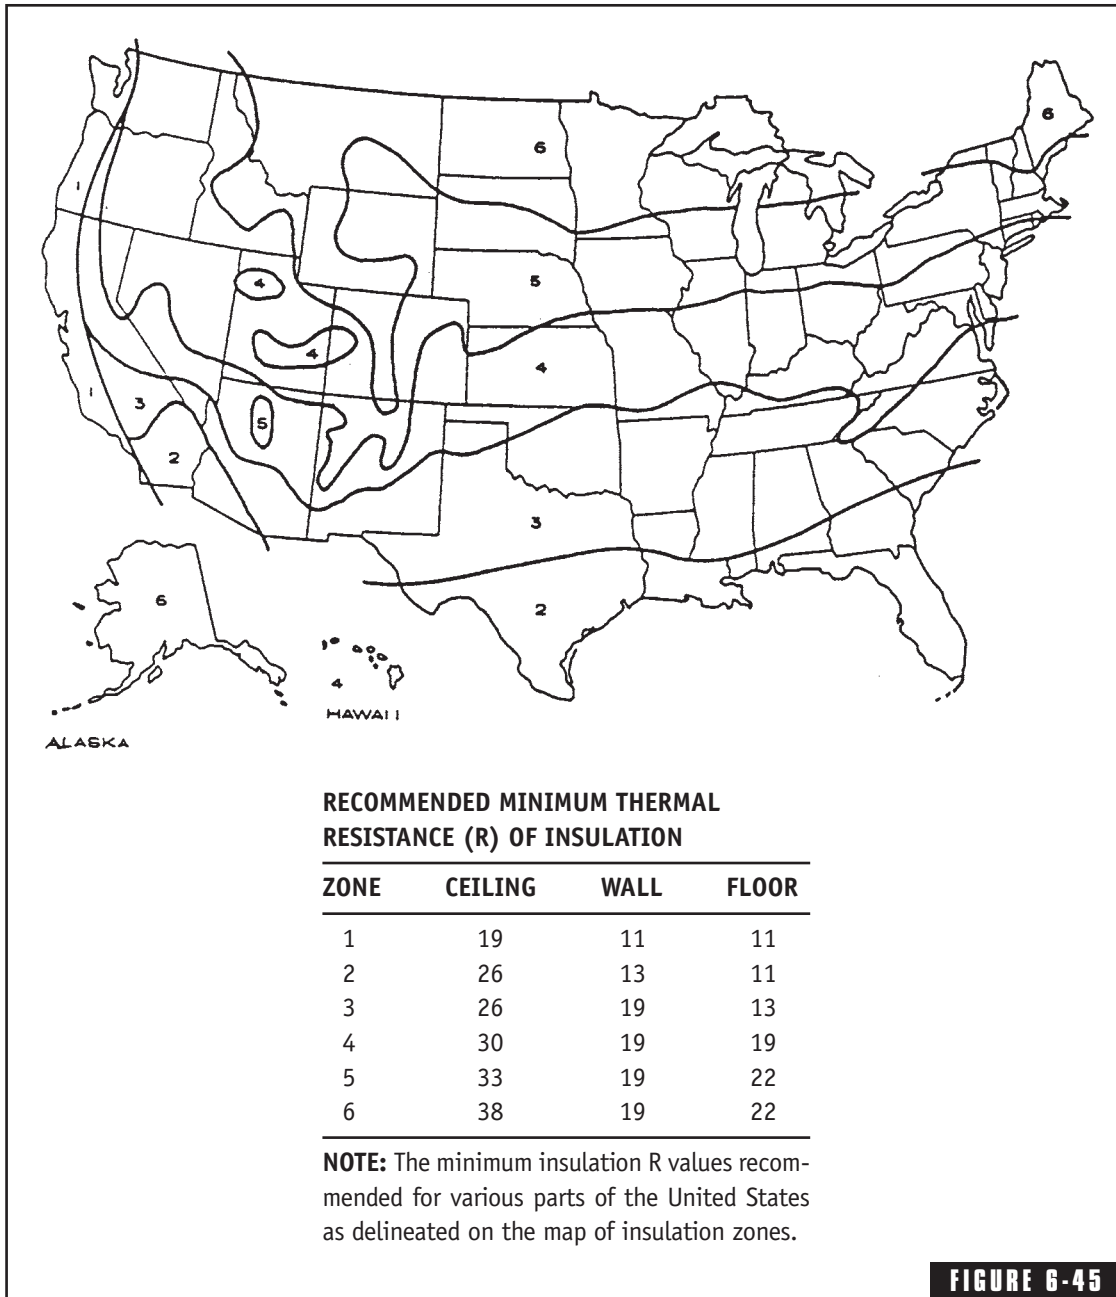 6
6
1
5
4
4
4
1
3
5
2
3
2
6
4
HAWAII
ALASKA
RECOMMENDED MINIMUM THERMAL
RESISTANCE (R) OF INSULATION
ZONE CEILING WALL FLOOR
1 19 11 11
2 26 13 11
3 26 19 13
4 30 19 19
5 33 19 22
6 38 19 22
NOTE: The minimum insulation R values recom-
mended for various parts of the United States
as delineated on the map of insulation zones.
FIGURE 6-45